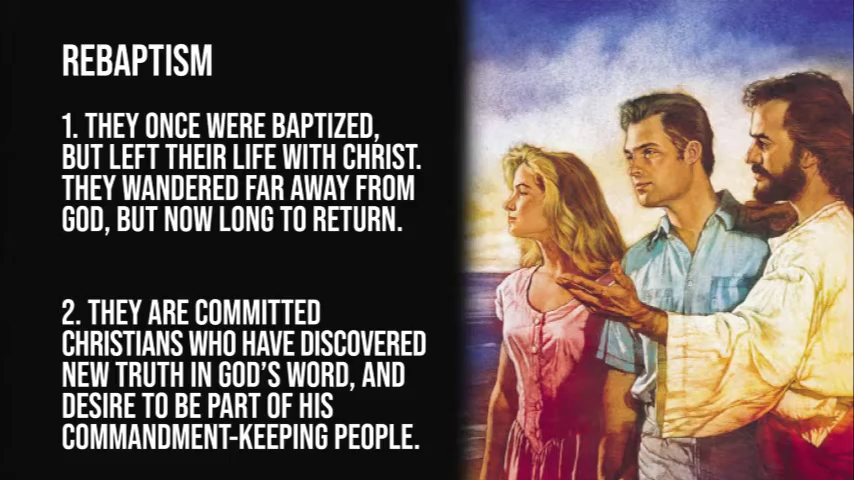 REBAPTISM
1. THEY ONCE WERE BAPTIZED,
BUT LEFT THEIR LIFE WITH CHRIST.
THEY WANDERED FAR AWAY FROM
GOD, BUT NOW LONG TO RETURN.
2. THEY ARE COMMITTED
CHRISTIANS WHO HAVE DISCOVERED
NEW TRUTH IN GOD'S WORD, AND
DESIRE TO BE PART OF HIS
COMMANDMENT-KEEPING PEOPLE.